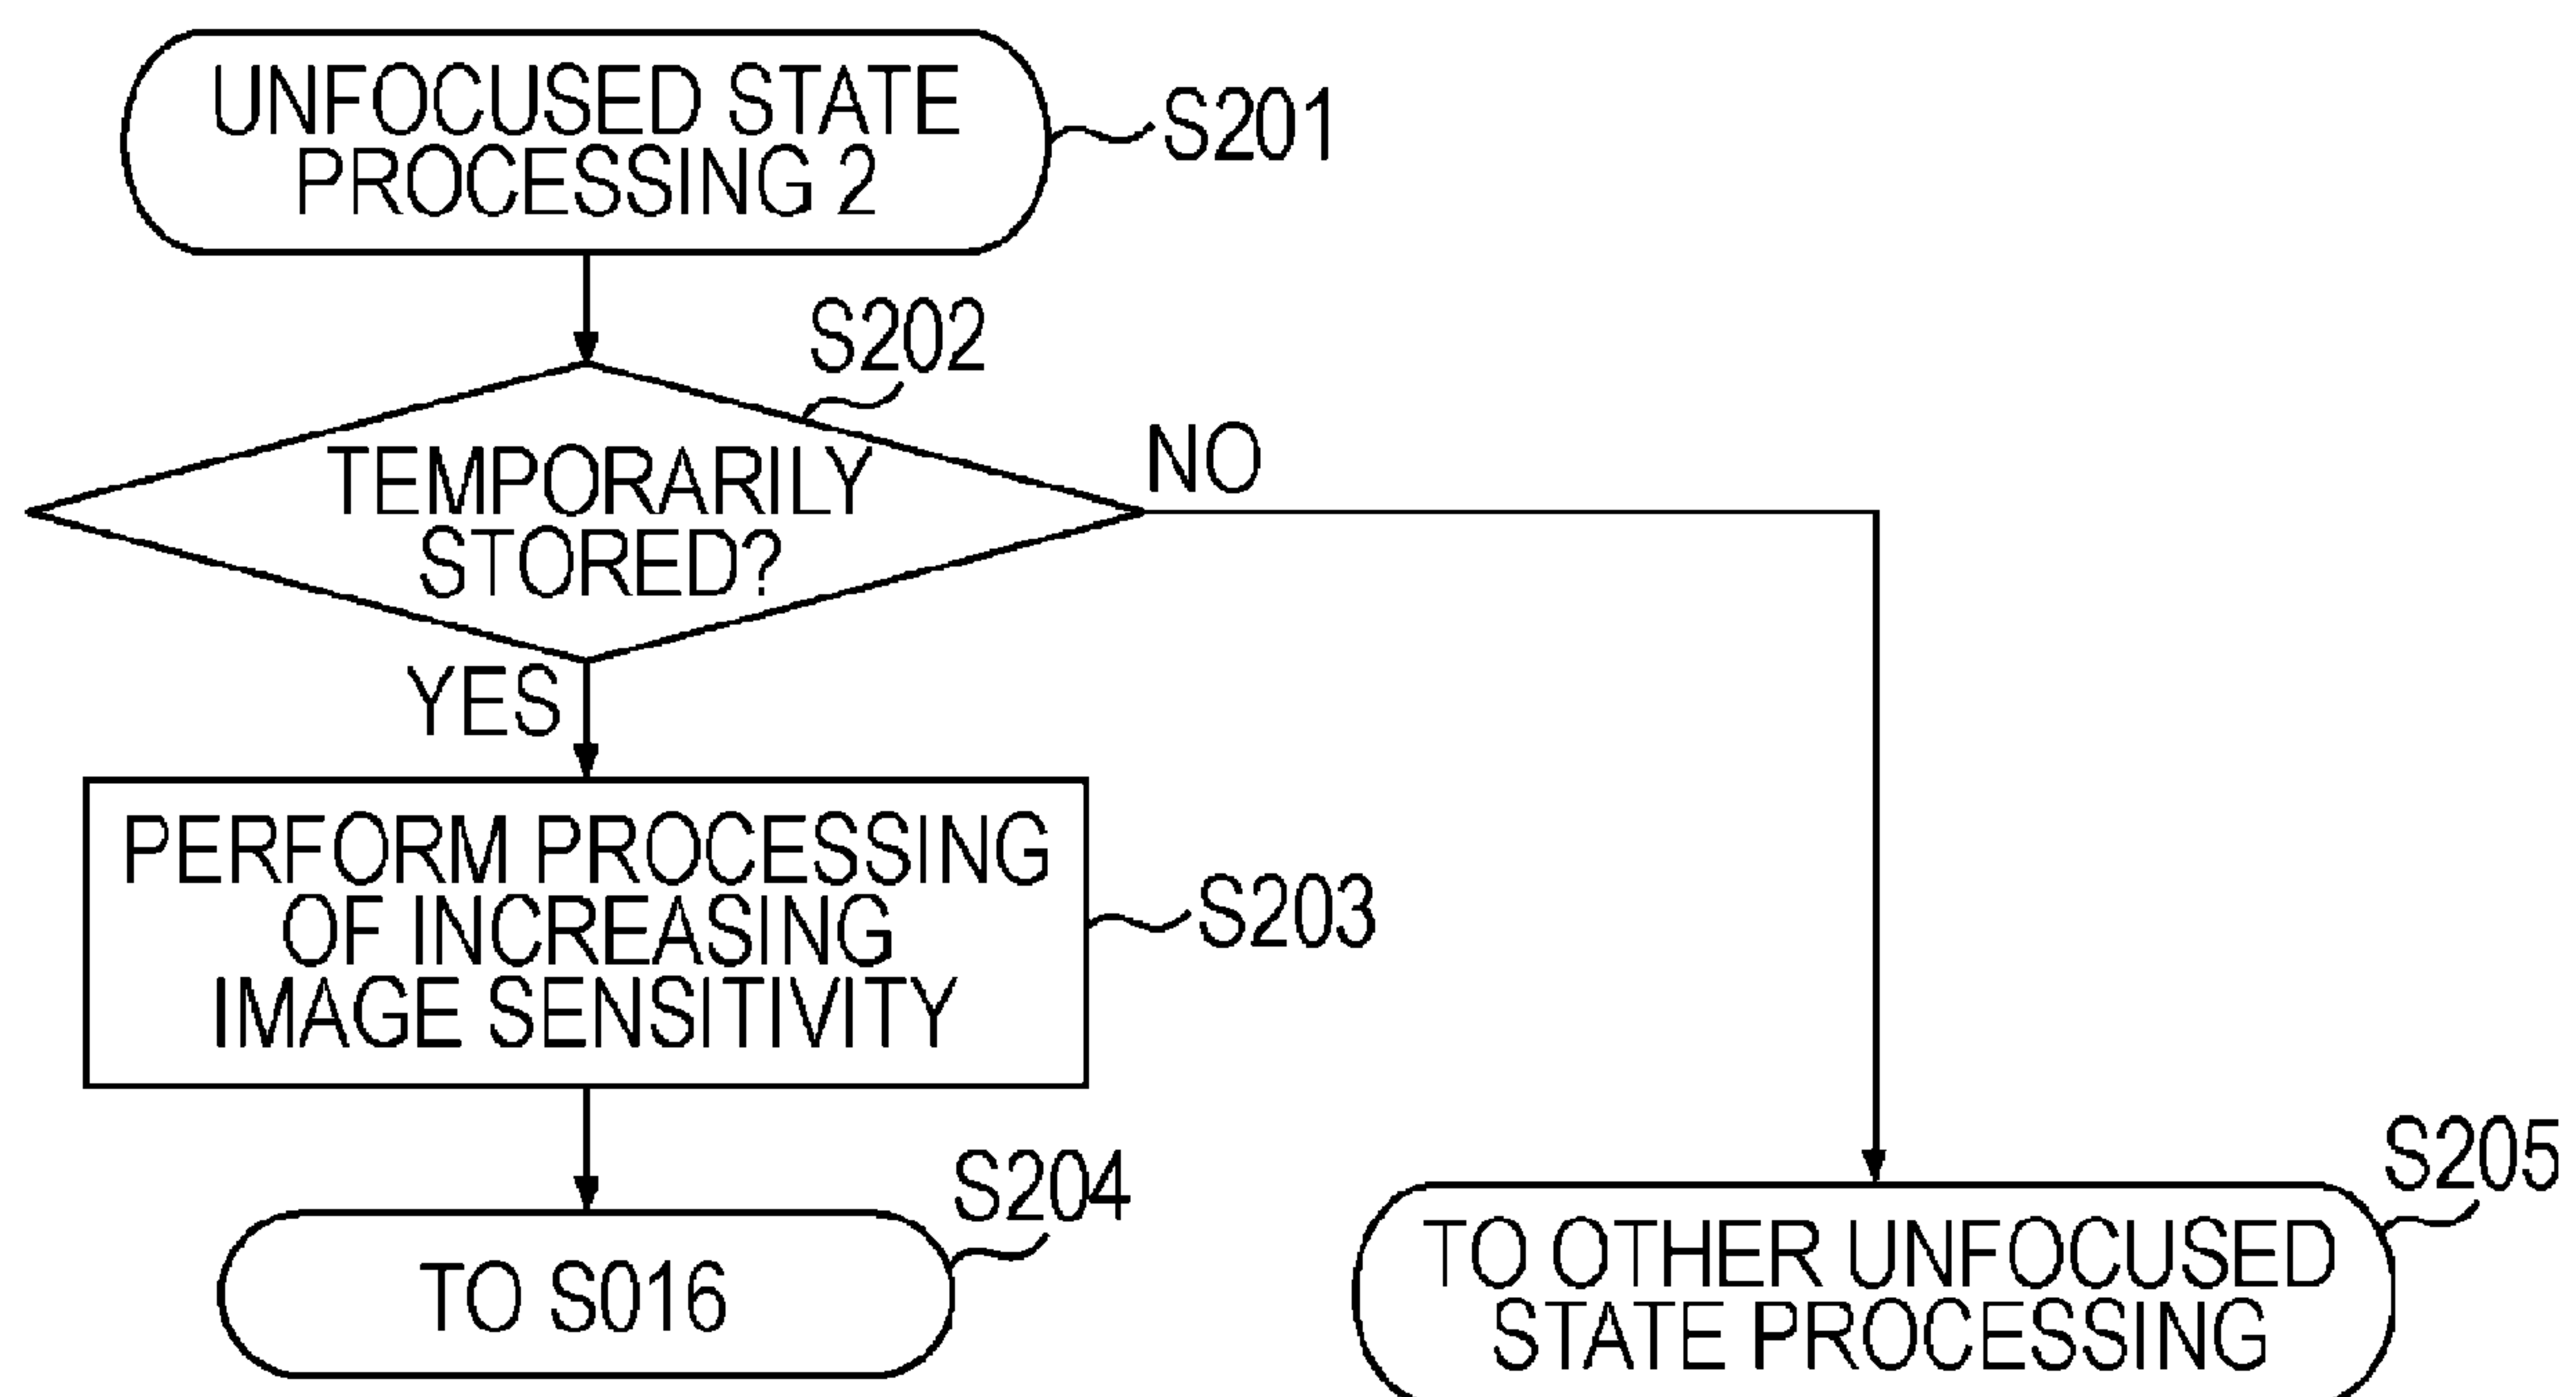 UNFOCUSED STATE
PROCESSING 2
S201
S202
TEMPORARILY
STORED?
NO
YES
PERFORM PROCESSING
OF INCREASING
IMAGE SENSITIVITY
S203
S204
TO S016
S205
TO OTHER UNFOCUSED
STATE PROCESSING